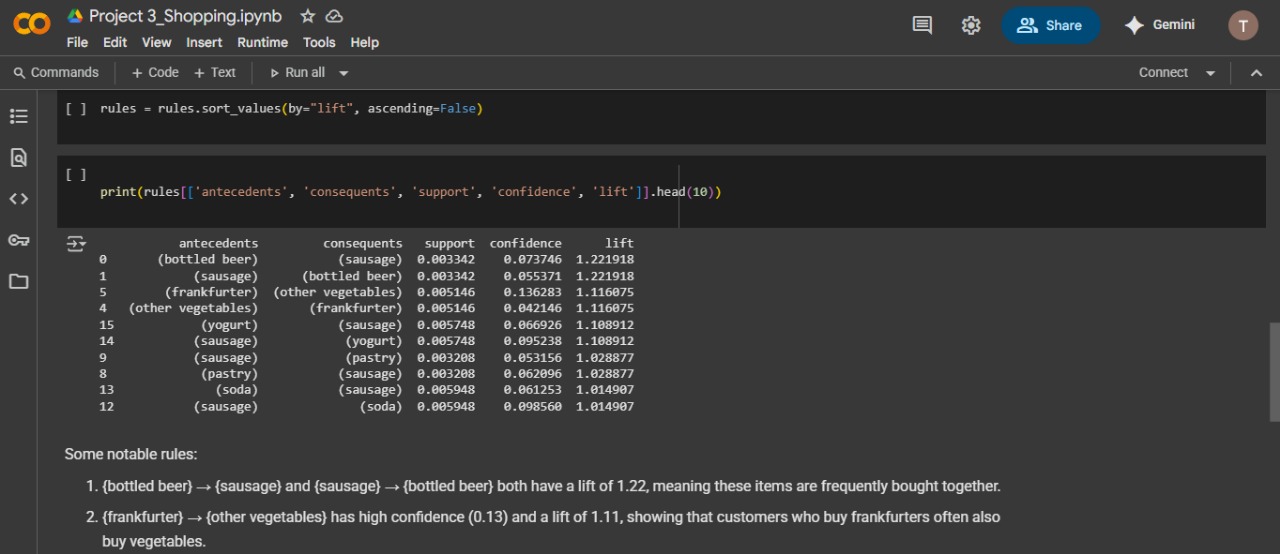 Project 3_Shopping.ipynb
File Edit View Insert Runtime Tools Help
Share
Gemini
T
Commands + Code + Text Run all
Connect
[ ] rules = rules.sort_values(by="lift", ascending=False)
[ ]
print(rules[['antecedents', 'consequents', 'support', 'confidence', 'lift']].head(10))
antecedents consequents support confidence lift
0 (bottled beer) (sausage) 0.003342 0.073746 1.221918
1 (sausage) (bottled beer) 0.003342 0.055371 1.221918
5 (frankfurter) (other vegetables) 0.005146 0.136283 1.116075
4 (other vegetables) (frankfurter) 0.005146 0.042146 1.116075
15 (yogurt) (sausage) 0.005748 0.066926 1.108912
14 (sausage) (yogurt) 0.005748 0.095238 1.108912
9 (sausage) (pastry) 0.003208 0.053156 1.028877
8 (pastry) (sausage) 0.003208 0.062096 1.028877
13 (soda) (sausage) 0.005948 0.061253 1.014907
12 (sausage) (soda) 0.005948 0.098560 1.014907
Some notable rules:
1. {bottled beer} → {sausage} and {sausage} → {bottled beer} both have a lift of 1.22, meaning these items are frequently bought together.
2. {frankfurter} → {other vegetables} has high confidence (0.13) and a lift of 1.11, showing that customers who buy frankfurters often also
buy vegetables.